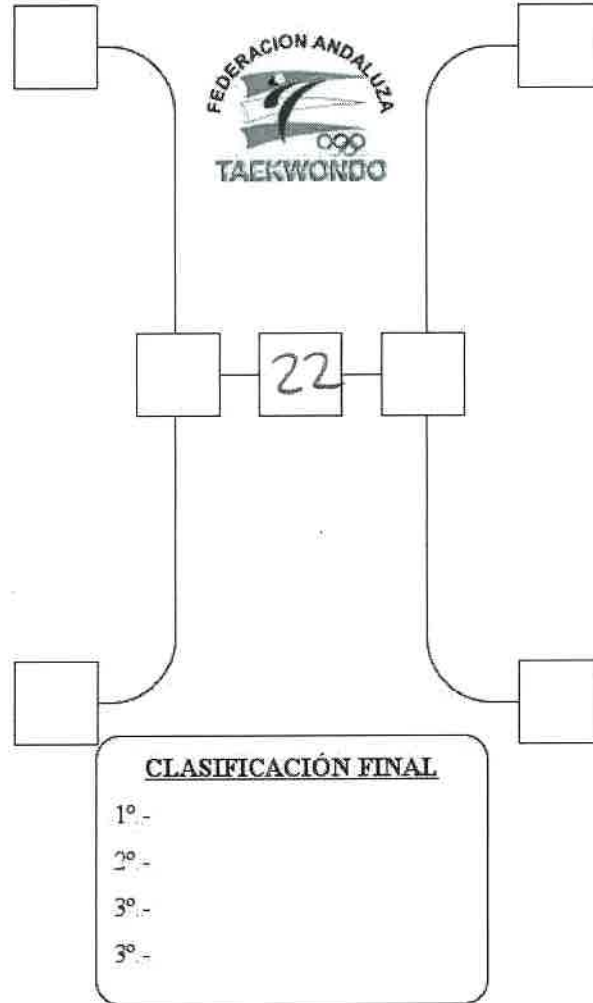 FEDERACION ANDALUZA
TAEKWONDO
22
CLASIFICACIÓN FINAL
1º.-
2º.-
3º.-
3º.-